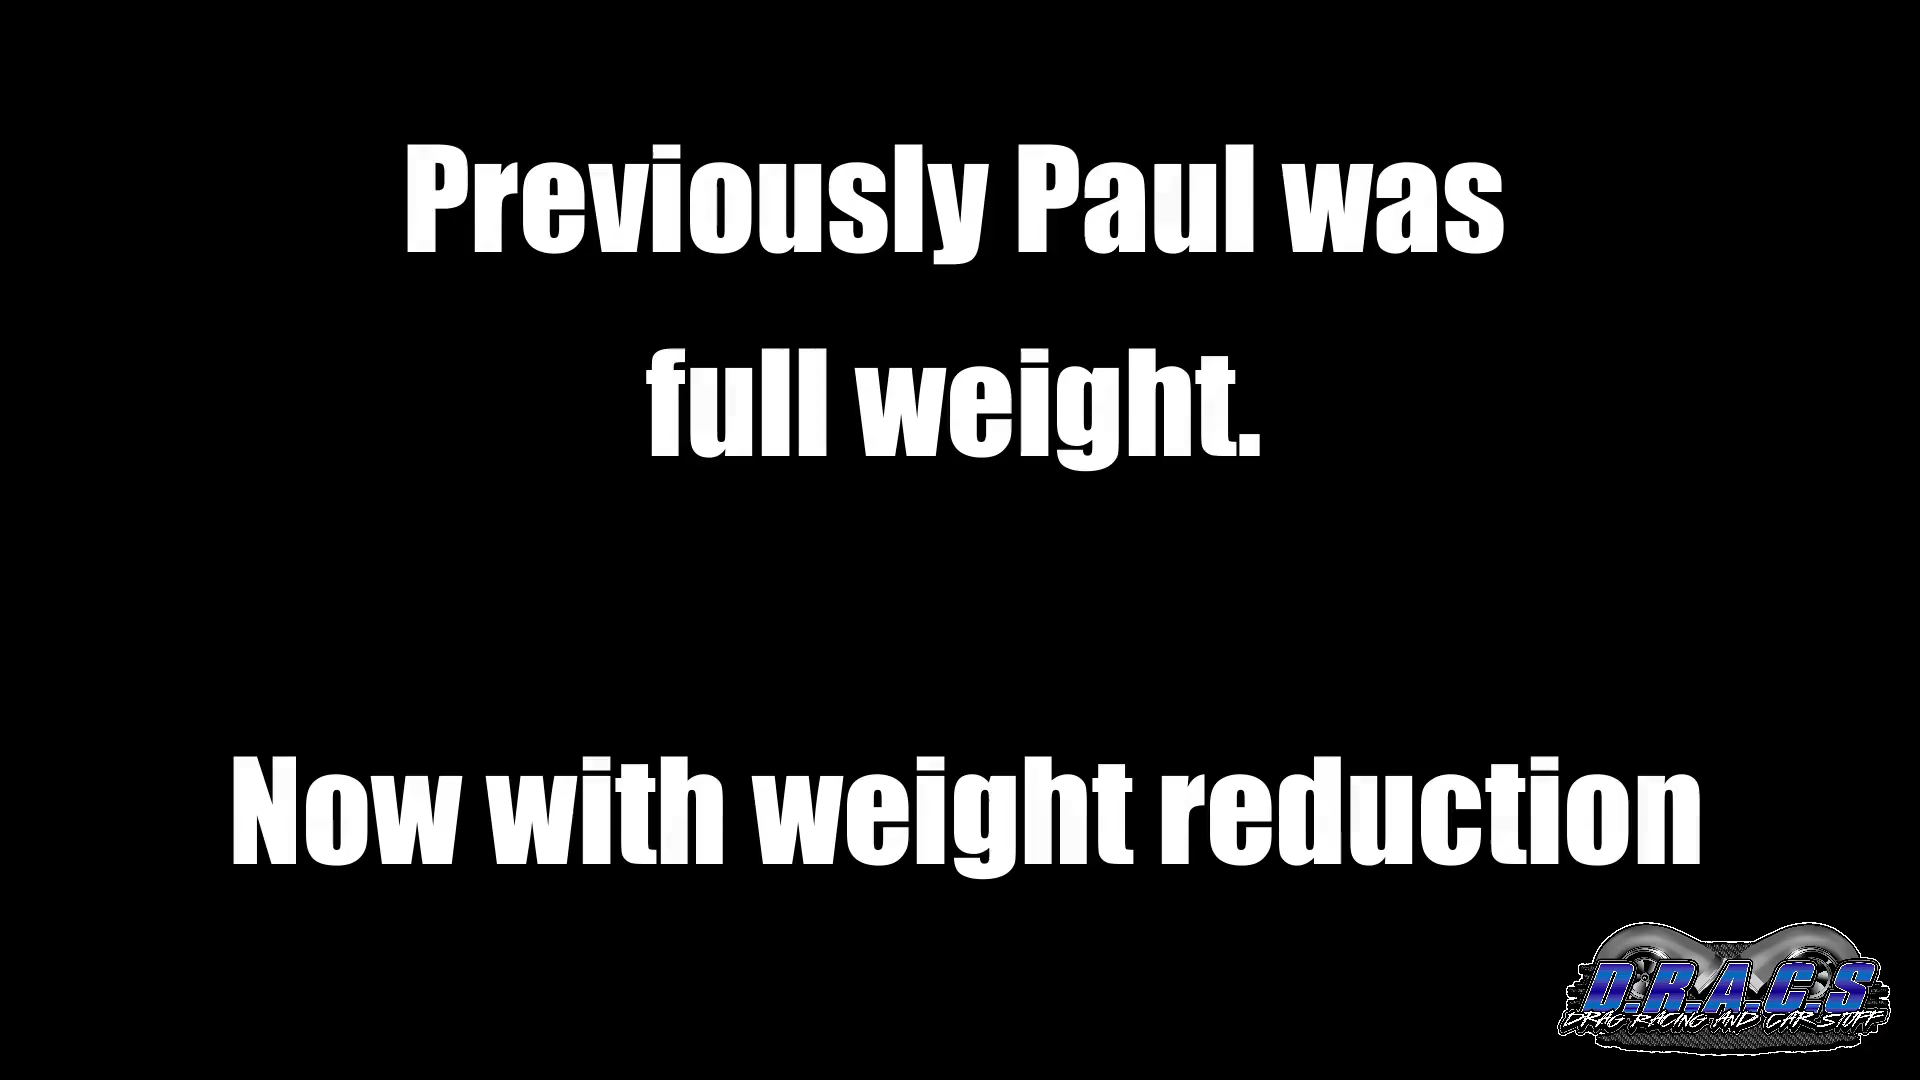 Previously Paul was
full weight.
Now with weight reduction
D.R.A.C.S
DRAG RACING AND CAR STUFF